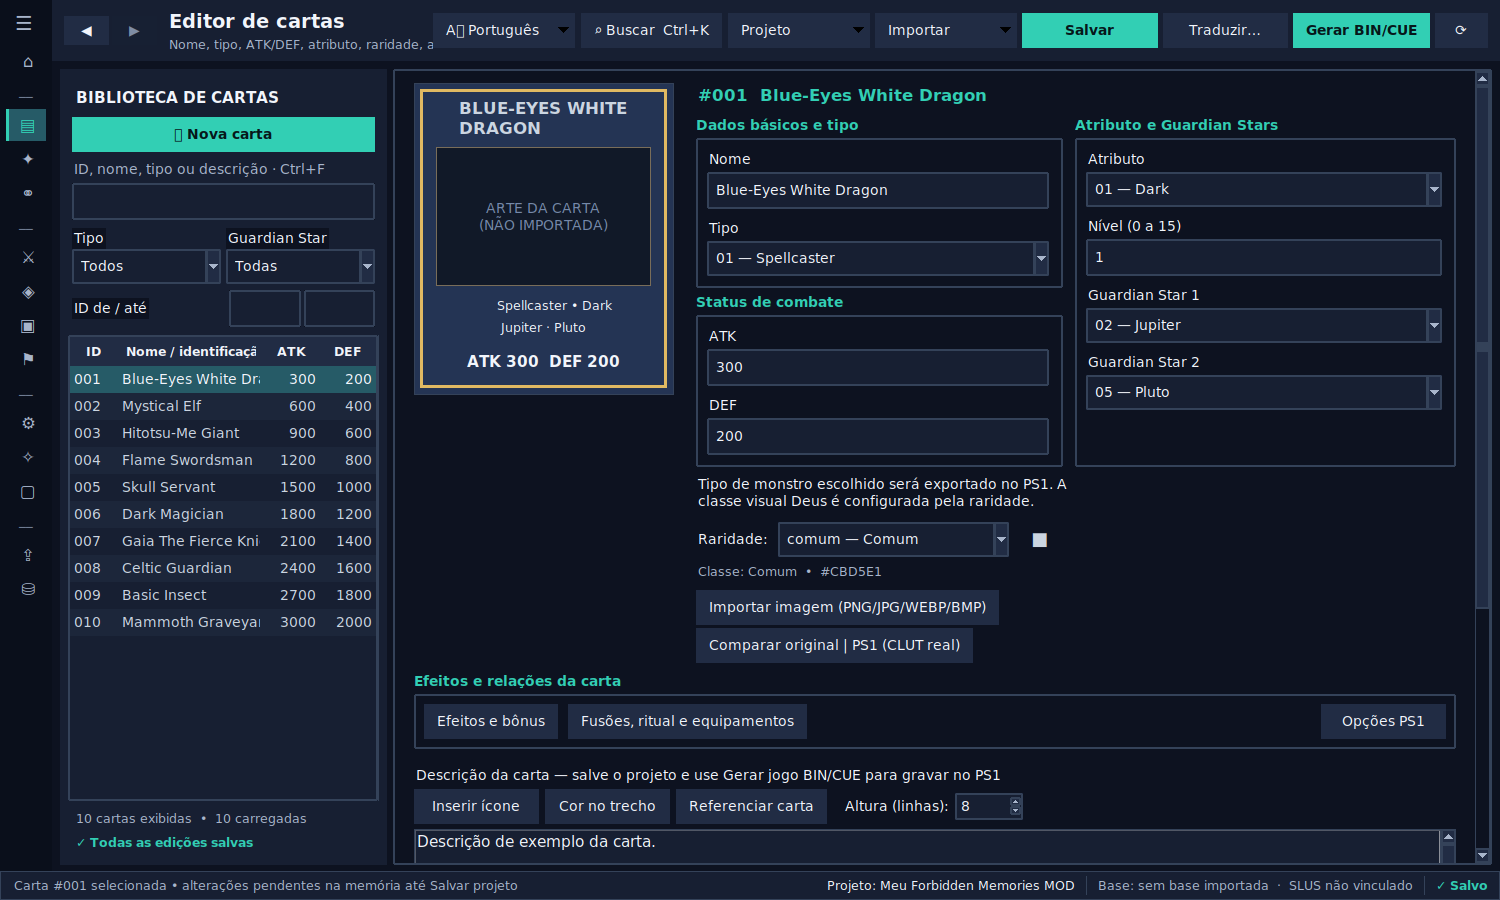 Editor de cartas
Nome, tipo, ATK/DEF, atributo, raridade, a
Português
Buscar Ctrl+K
Projeto
Importar
Salvar
Traduzir...
Gerar BIN/CUE
BIBLIOTECA DE CARTAS
Nova carta
ID, nome, tipo ou descrição · Ctrl+F
Tipo
Guardian Star
Todos
Todas
ID de / até
ID Nome / identificaçã ATK DEF
001 Blue-Eyes White Dra 300 200
002 Mystical Elf 600 400
003 Hitotsu-Me Giant 900 600
004 Flame Swordsman 1200 800
005 Skull Servant 1500 1000
006 Dark Magician 1800 1200
007 Gaia The Fierce Kni 2100 1400
008 Celtic Guardian 2400 1600
009 Basic Insect 2700 1800
010 Mammoth Graveyar 3000 2000
10 cartas exibidas • 10 carregadas
✓ Todas as edições salvas
BLUE-EYES WHITE
DRAGON
ARTE DA CARTA
(NÃO IMPORTADA)
Spellcaster • Dark
Jupiter · Pluto
ATK 300 DEF 200
#001 Blue-Eyes White Dragon
Dados básicos e tipo
Nome
Blue-Eyes White Dragon
Tipo
01 — Spellcaster
Status de combate
ATK
300
DEF
200
Atributo e Guardian Stars
Atributo
01 — Dark
Nível (0 a 15)
1
Guardian Star 1
02 — Jupiter
Guardian Star 2
05 — Pluto
Tipo de monstro escolhido será exportado no PS1. A
classe visual Deus é configurada pela raridade.
Raridade:
comum — Comum
Classe: Comum • #CBD5E1
Importar imagem (PNG/JPG/WEBP/BMP)
Comparar original | PS1 (CLUT real)
Efeitos e relações da carta
Efeitos e bônus
Fusões, ritual e equipamentos
Opções PS1
Descrição da carta — salve o projeto e use Gerar jogo BIN/CUE para gravar no PS1
Inserir ícone
Cor no trecho
Referenciar carta
Altura (linhas):
8
Descrição de exemplo da carta.
Carta #001 selecionada • alterações pendentes na memória até Salvar projeto
Projeto: Meu Forbidden Memories MOD
Base: sem base importada · SLUS não vinculado
✓ Salvo